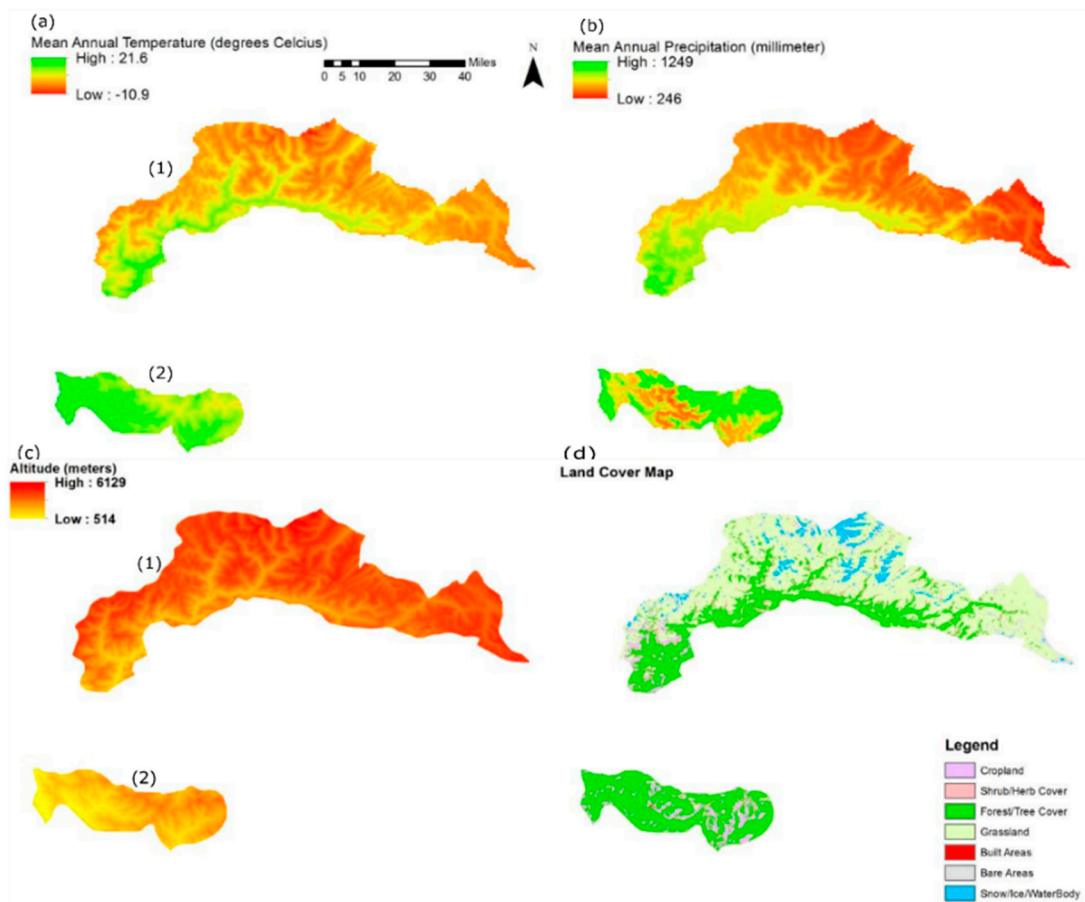 (a)
Mean Annual Temperature (degrees Celcius)
High : 21.6
Low : -10.9
0 5 10 20 30 40
Miles
N
(1)
(2)
(b)
Mean Annual Precipitation (millimeter)
High : 1249
Low : 246
(c)
Altitude (meters)
High : 6129
Low : 514
(1)
(2)
(d)
Land Cover Map
Legend
Cropland
Shrub/Herb Cover
Forest/Tree Cover
Grassland
Built Areas
Bare Areas
Snow/Ice/WaterBody